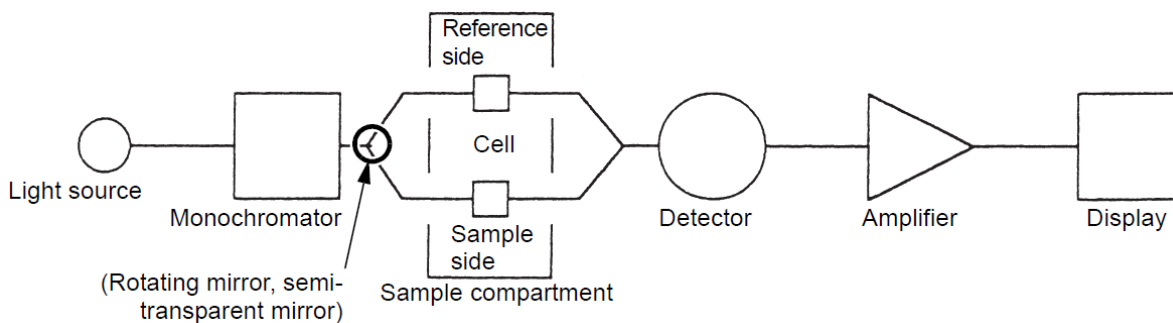 Reference
side
Cell
Light source
Monochromator
Sample
side
Detector
Amplifier
Display
(Rotating mirror, semi-
transparent mirror)
Sample compartment